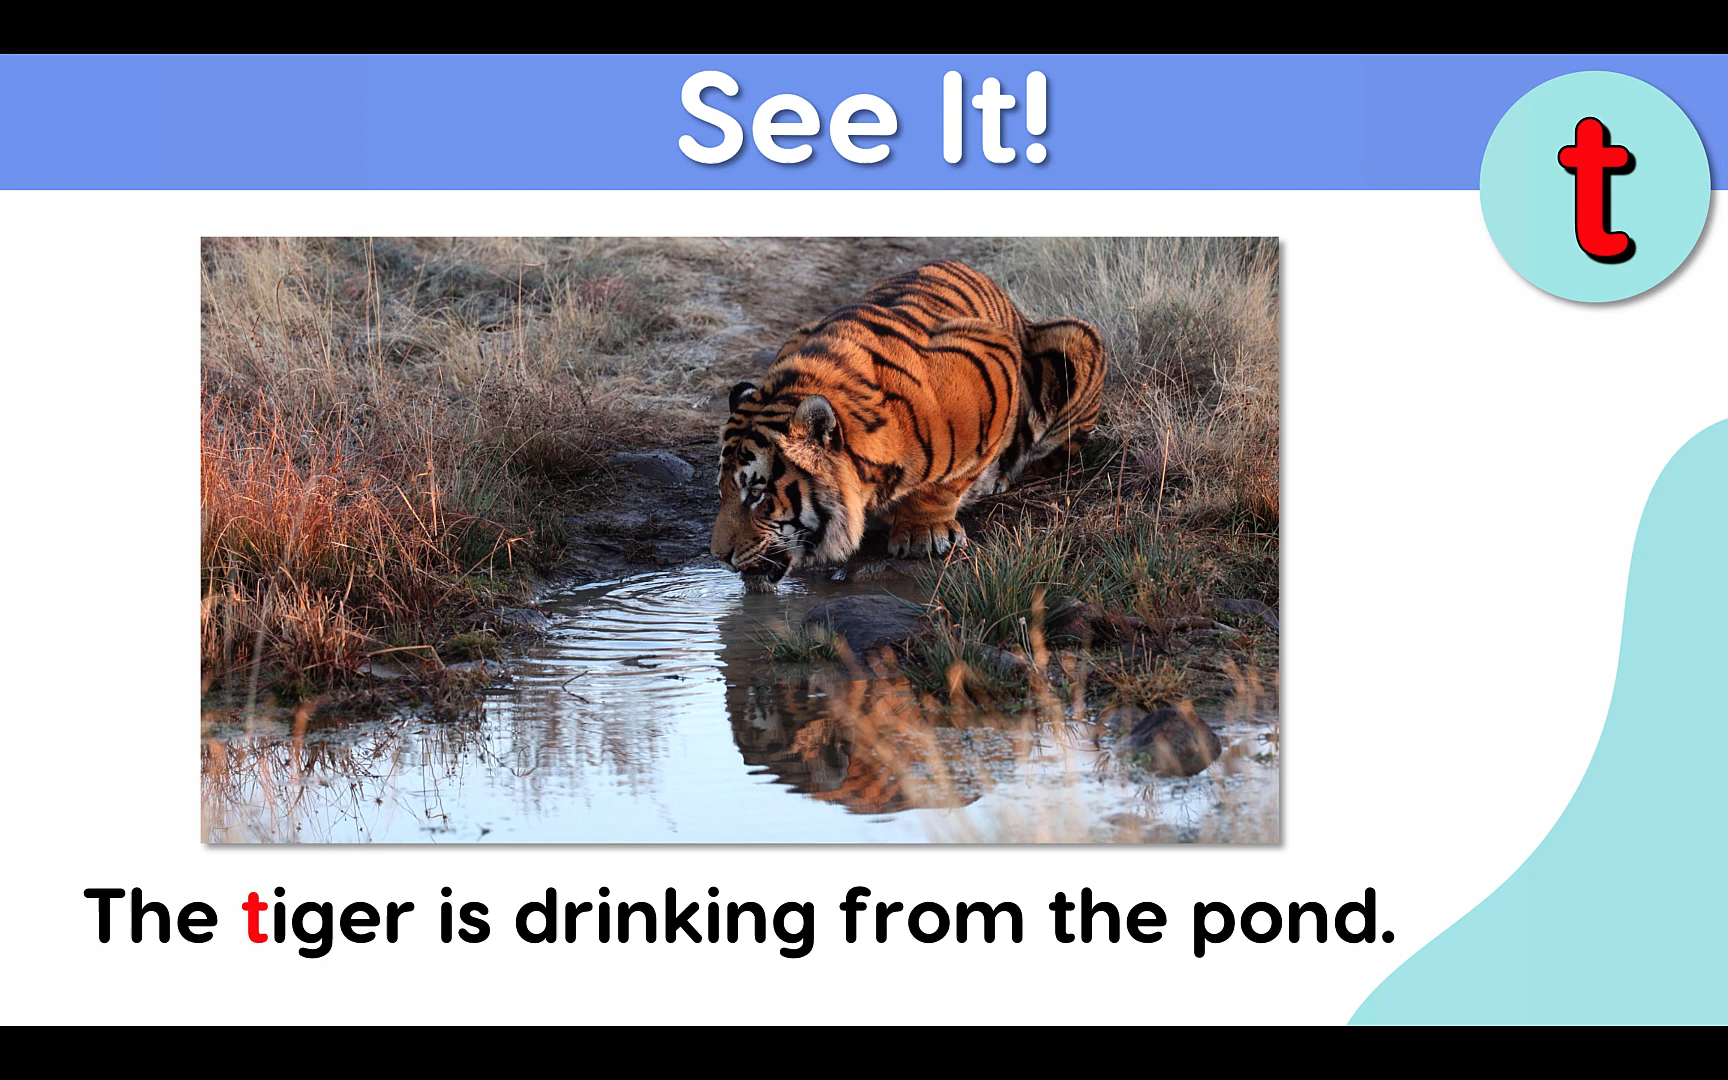 See It!
t
The tiger is drinking from the pond.